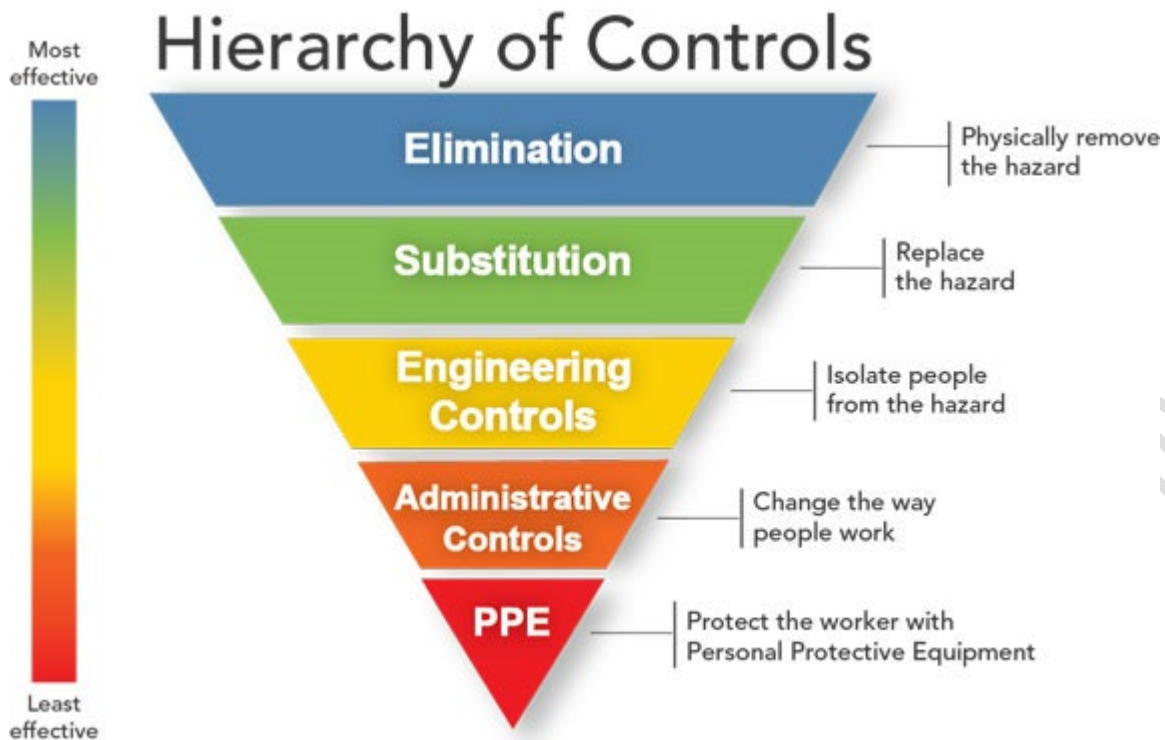 Hierarchy of Controls
Most
effective
Elimination
Physically remove
the hazard
Substitution
Replace
the hazard
Engineering
Controls
Isolate people
from the hazard
Administrative
Controls
Change the way
people work
PPE
Protect the worker with
Personal Protective Equipment
Least
effective